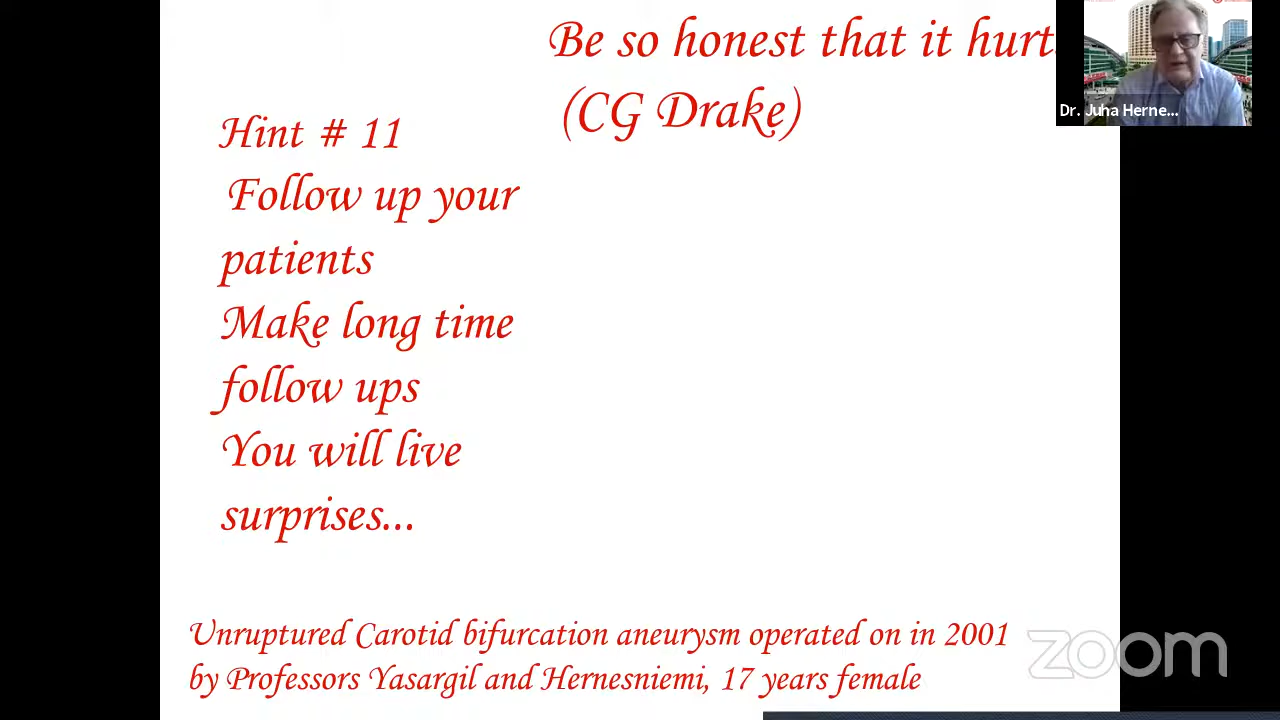 Be so honest that it hurt
(CG Drake)
Hint # 11
Follow up your
patients
Make long time
follow ups
You will live
surprises...
Unruptured Carotid bifurcation aneurysm operated on in 2001
by Professors Yasargil and Hernesniemi, 17 years female
Dr. Juha Herne...
zoom